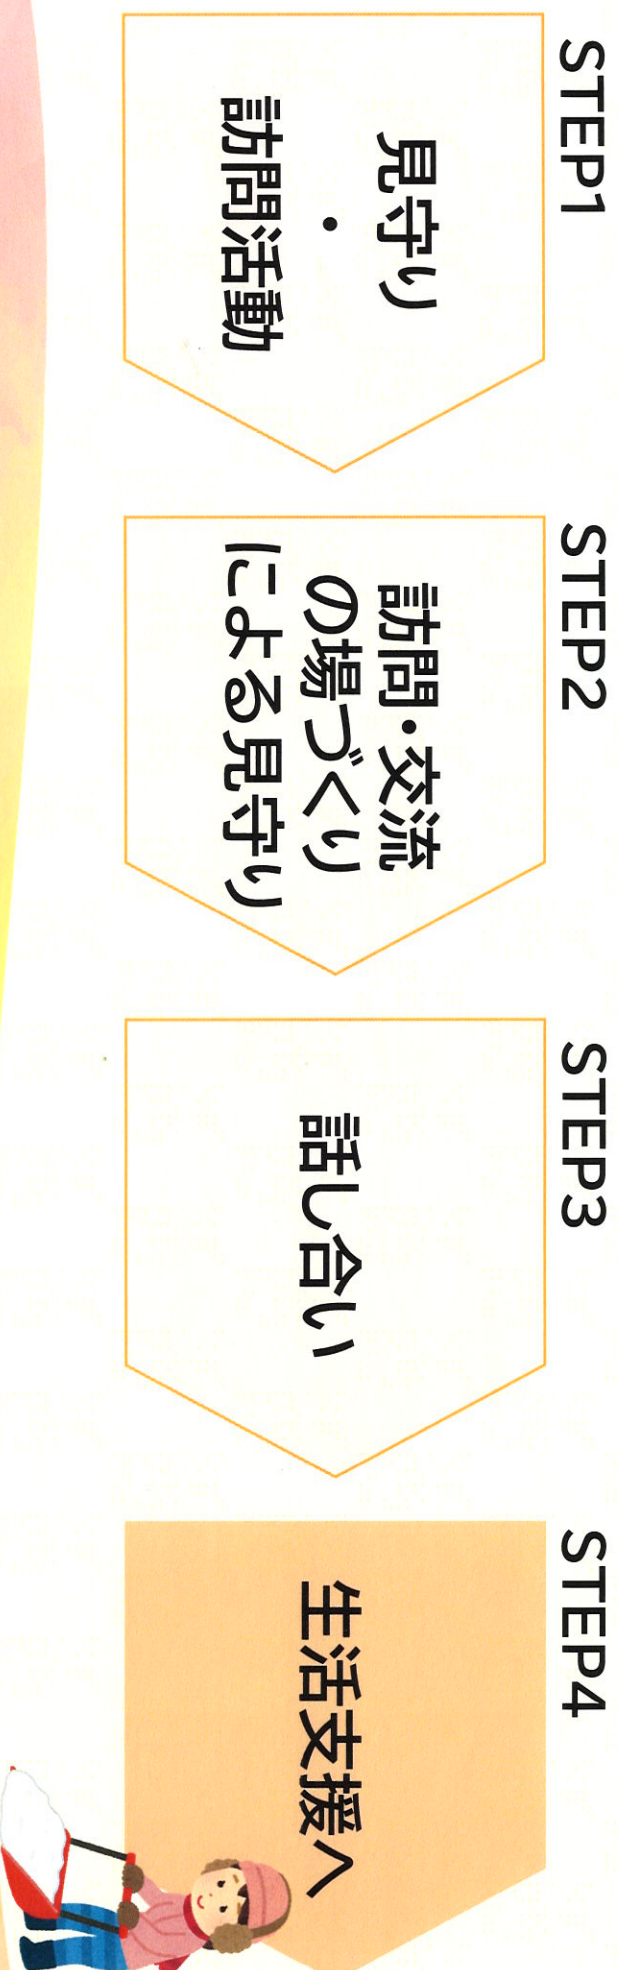 STEP1
見守り
・
訪問活動
STEP2
訪問・交流
の場づくり
による見守り
STEP3
話し合い
STEP4
生活支援へ